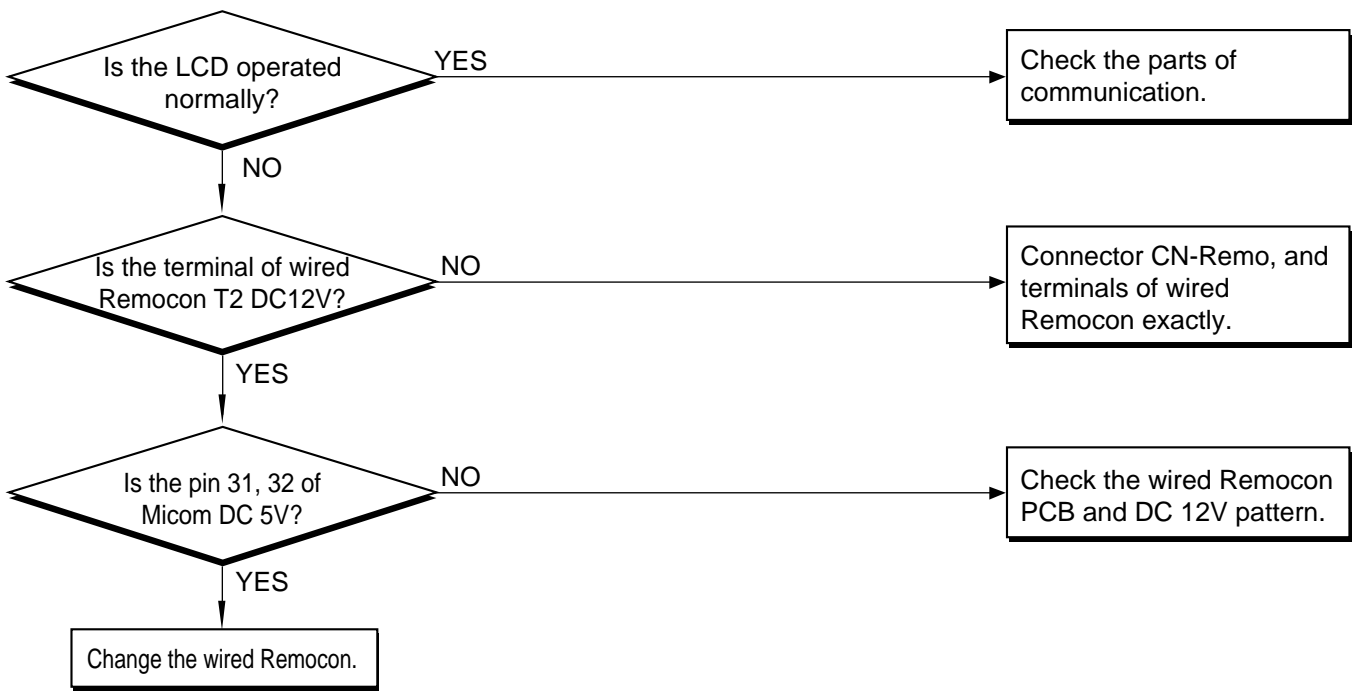 Is the LCD operated
normally?
YES
Check the parts of
communication.
NO
Is the terminal of wired
Remocon T2 DC12V?
NO
Connector CN-Remo, and
terminals of wired
Remocon exactly.
YES
Is the pin 31, 32 of
Micom DC 5V?
NO
Check the wired Remocon
PCB and DC 12V pattern.
YES
Change the wired Remocon.